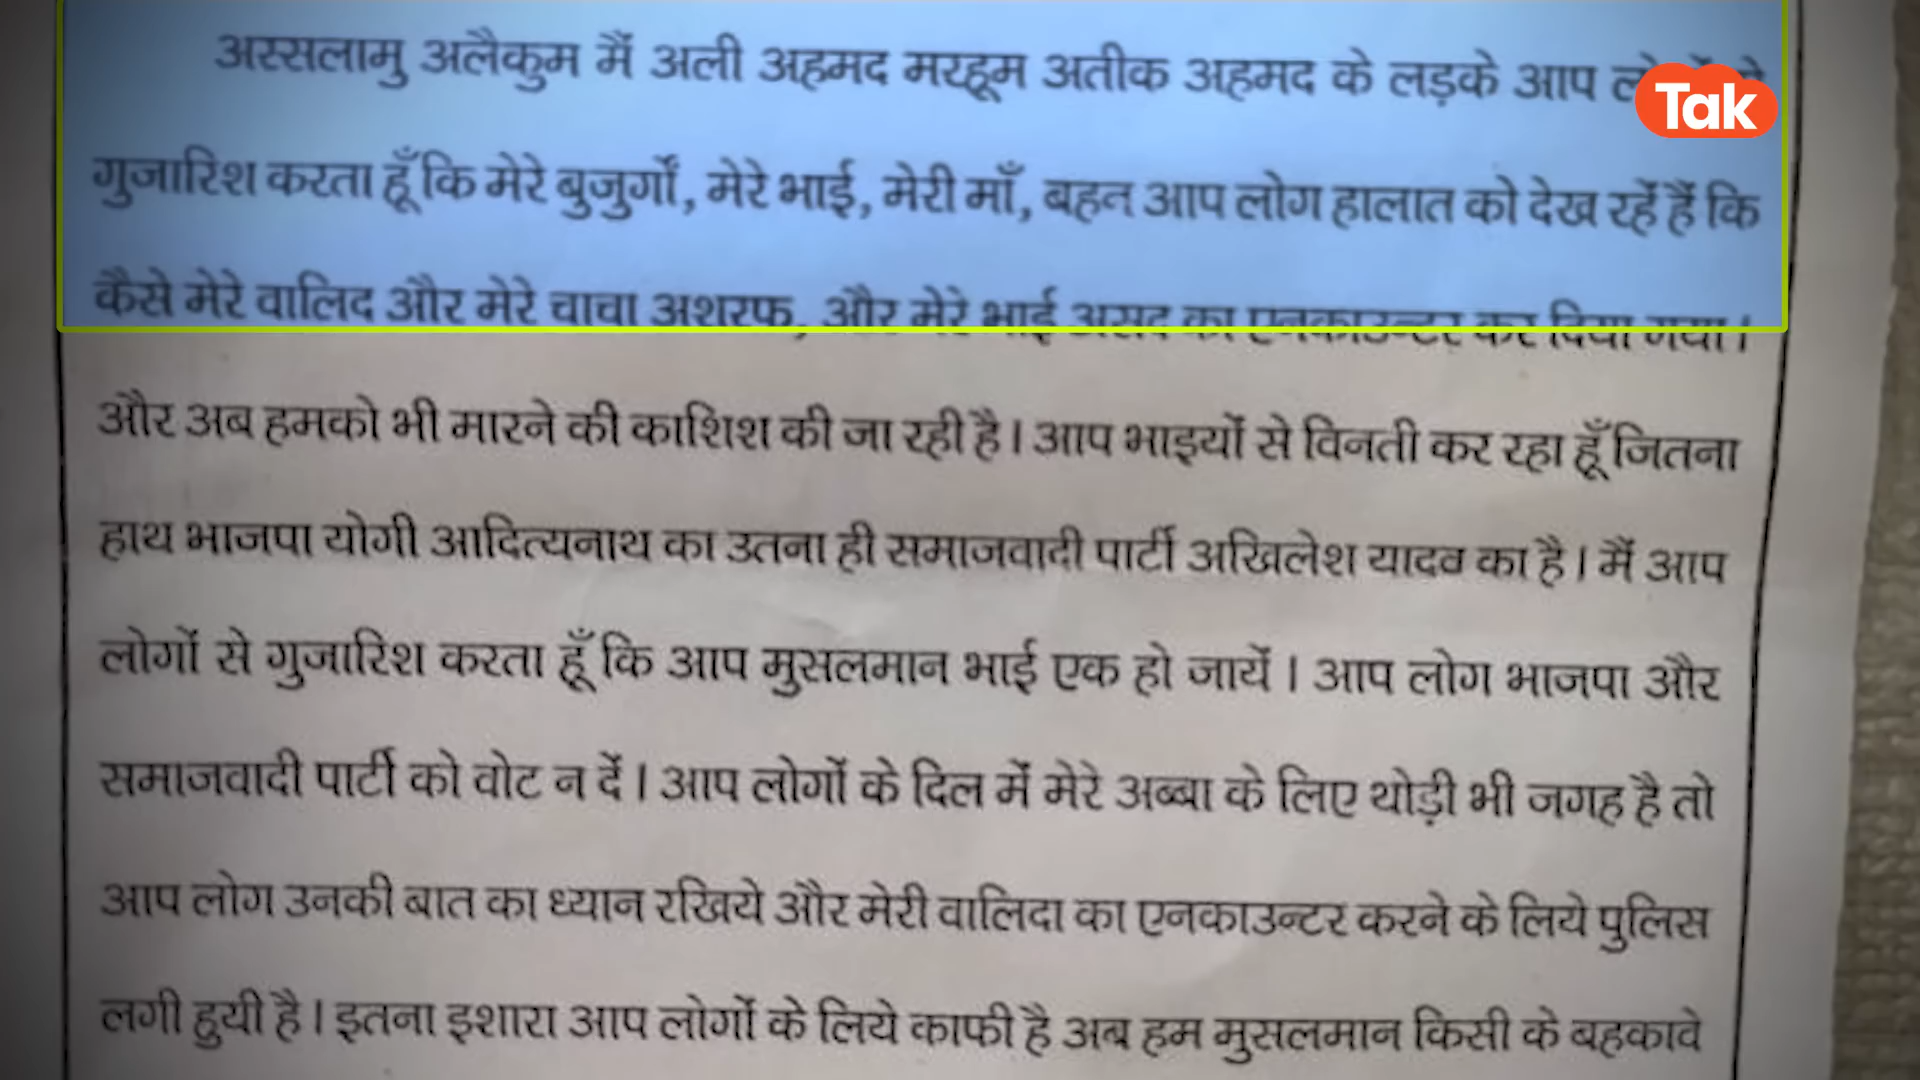 अस्सलामु अलैकुम मैं अली अहमद मरहूम अतीक अहमद के लड़के आप
Tak
गुजारिश करता हूँ कि मेरे बुजुर्गों, मेरे भाई, मेरी माँ, बहन आप लोग हालात को देख रहें हैं कि
कैसे मेरे वालिद और मेरे चाचा अशरफ, और मेरे भाई असद का एनकाउन्टर कर दिया गया।
और अब हमको भी मारने की काशिश की जा रही है। आप भाइयों से विनती कर रहा हूँ जितना
हाथ भाजपा योगी आदित्यनाथ का उतना ही समाजवादी पार्टी अखिलेश यादव का है। मैं आप
लोगों से गुजारिश करता हूँ कि आप मुसलमान भाई एक हो जायें। आप लोग भाजपा और
समाजवादी पार्टी को वोट न दें। आप लोगों के दिल में मेरे अब्बा के लिए थोड़ी भी जगह है तो
आप लोग उनकी बात का ध्यान रखिये और मेरी वालिदा का एनकाउन्टर करने के लिये पुलिस
लगी हुयी है। इतना इशारा आप लोगों के लिये काफी है अब हम मुसलमान किसी के बहकावे